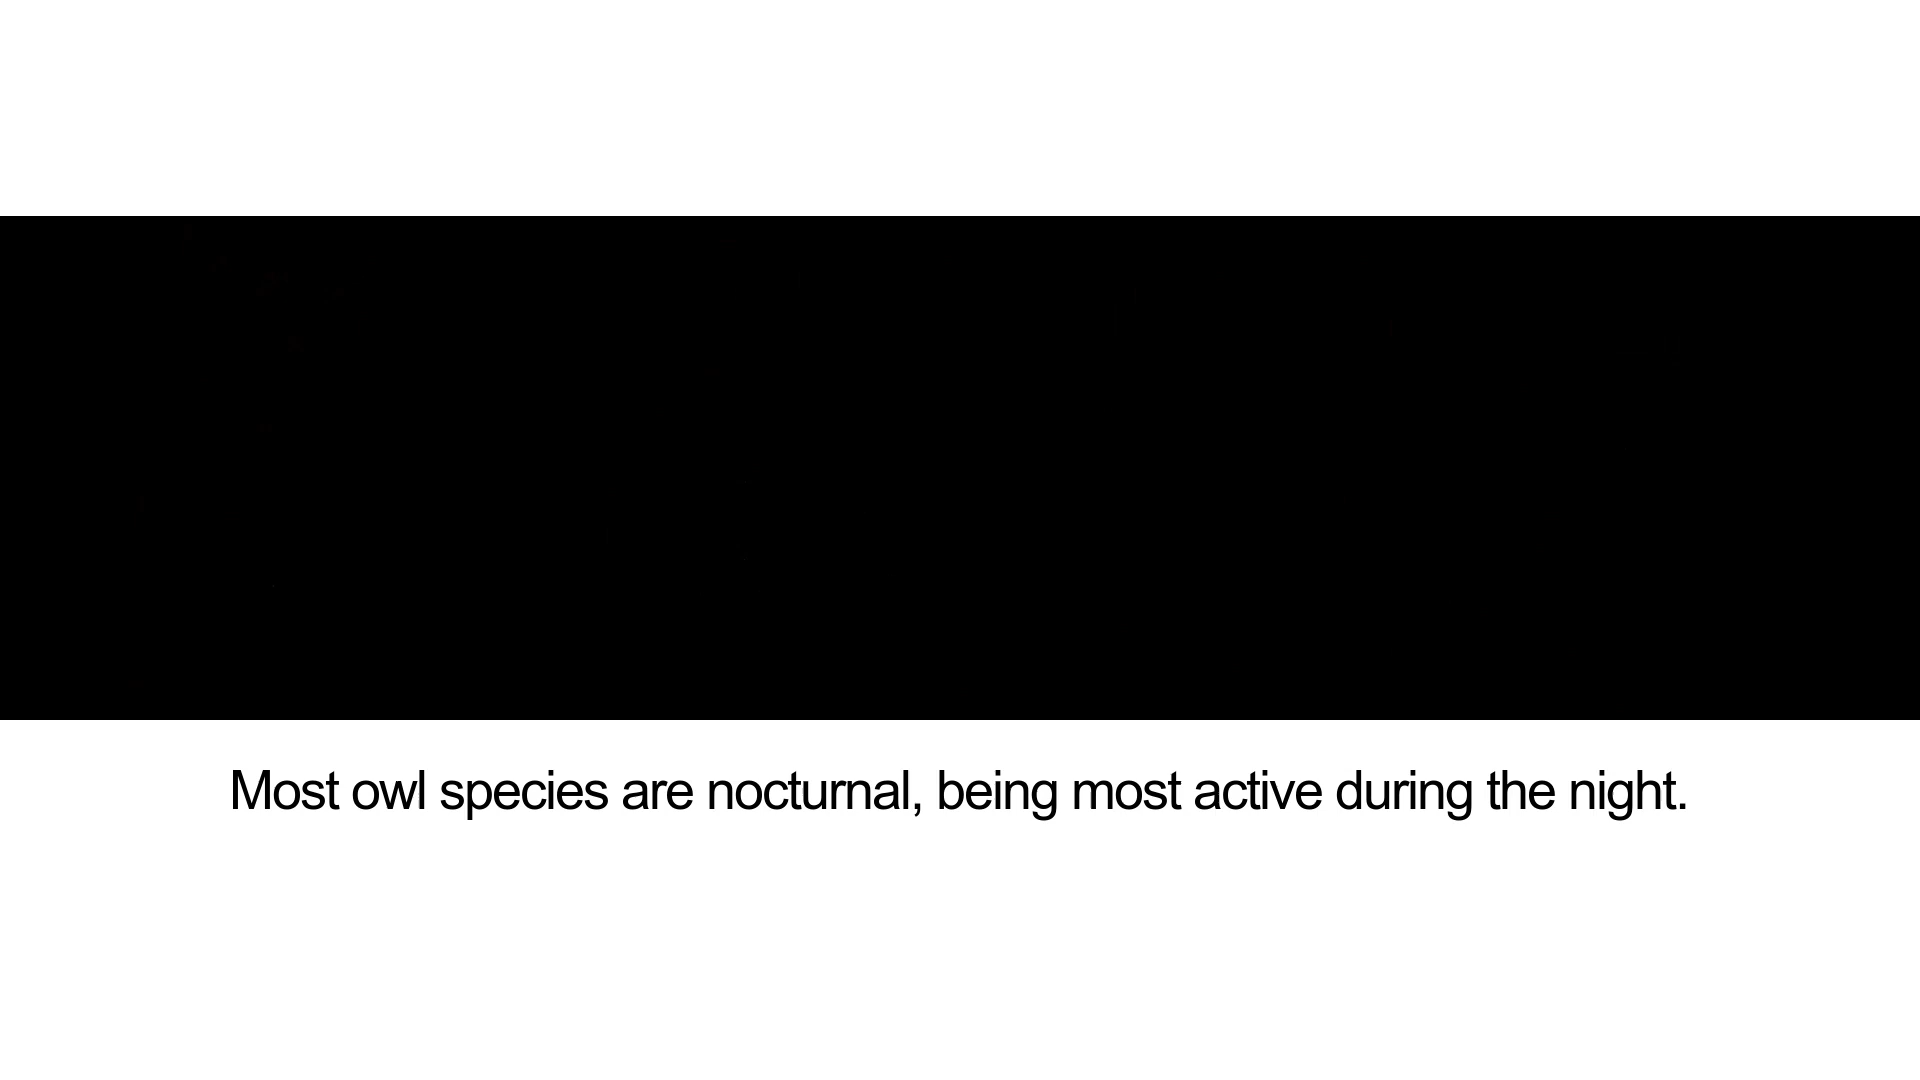 Most owl species are nocturnal, being most active during the night.